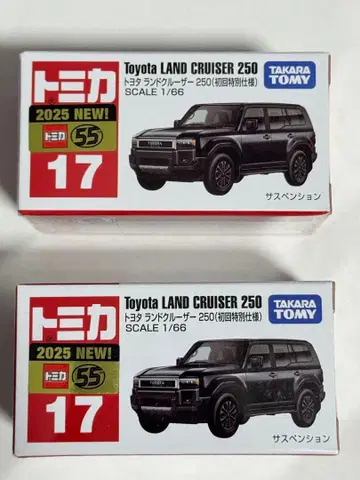 トミカ
2025 NEW!
トミカ 55
17
Toyota LAND CRUISER 250
トヨタ ランドクルーザー 250(初回特別仕様)
SCALE 1/66
TAKARA
TOMY
サスペンション
トミカ
2025 NEW!
トミカ 55
17
Toyota LAND CRUISER 250
トヨタ ランドクルーザー 250(初回特別仕様)
SCALE 1/66
TAKARA
TOMY
サスペンション